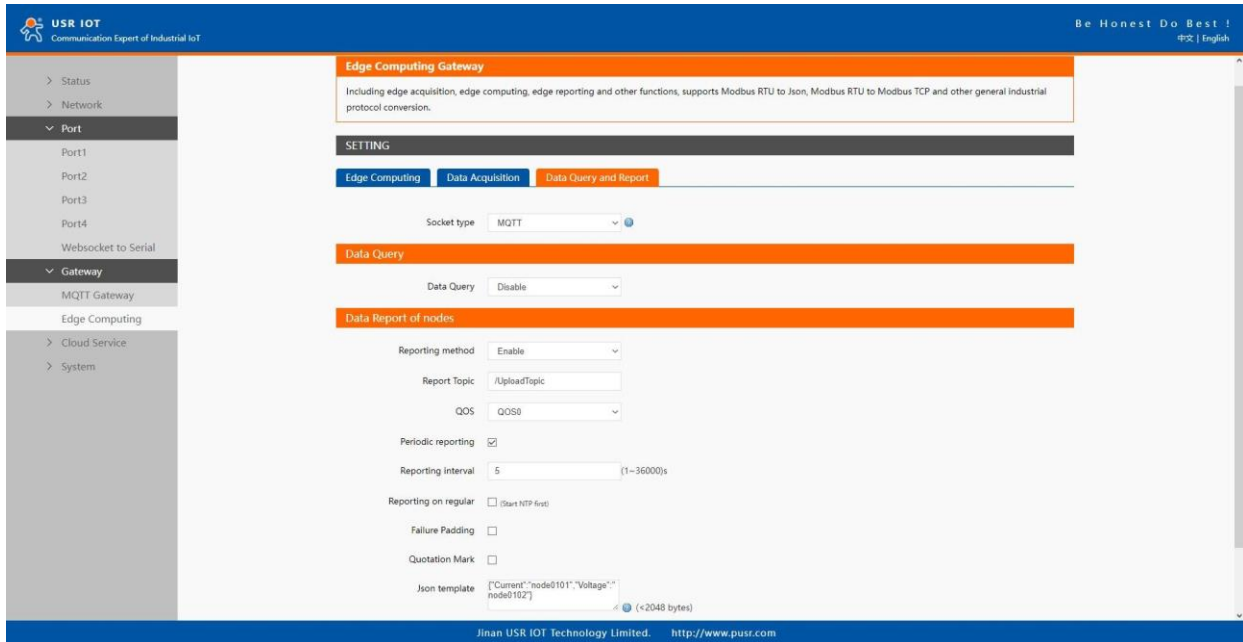 USR IOT
Communication Expert of Industrial IoT
Be Honest Do Best !
中文 | English
Status
Network
Port
Port1
Port2
Port3
Port4
Websocket to Serial
Gateway
MQTT Gateway
Edge Computing
Cloud Service
System
Edge Computing Gateway
Including edge acquisition, edge computing, edge reporting and other functions, supports Modbus RTU to Json, Modbus RTU to Modbus TCP and other general industrial
protocol conversion.
SETTING
Edge Computing Data Acquisition Data Query and Report
Socket type MQTT
Data Query
Data Query Disable
Data Report of nodes
Reporting method Enable
Report Topic /UploadTopic
QOS QOS0
Periodic reporting
Reporting interval 5 (1~36000)s
Reporting on regular (Start NTP first)
Failure Padding
Quotation Mark
Json template {"Current":"node0101","Voltage":"
node0102"}
(<2048 bytes)
Jinan USR IOT Technology Limited. http://www.pusr.com